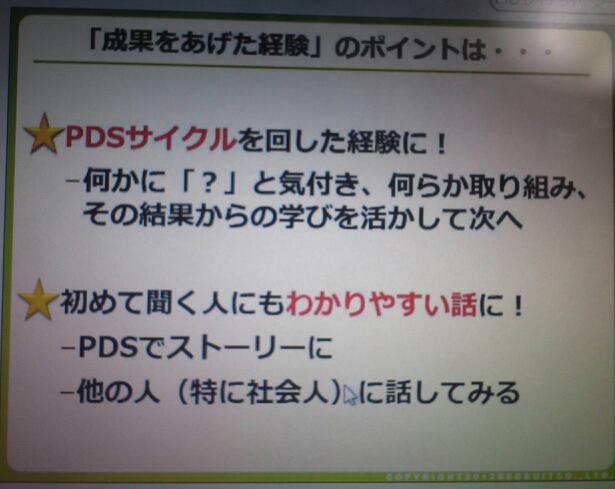 「成果をあげた経験」のポイントは・・・
PDSサイクルを回した経験に！
−何かに「？」と気付き、何らか取り組み、
その結果からの学びを活かして次へ
初めて聞く人にもわかりやすい話に！
−PDSでストーリーに
−他の人（特に社会人）に話してみる